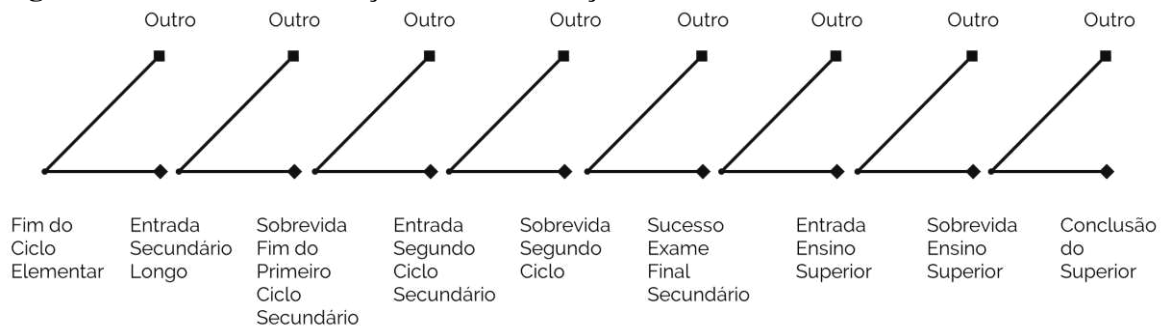 Outro
Outro
Outro
Outro
Outro
Outro
Outro
Outro
Fim do
Ciclo
Elementar
Entrada
Secundário
Longo
Sobrevida
Fim do
Primeiro
Ciclo
Secundário
Entrada
Segundo
Ciclo
Secundário
Sobrevida
Segundo
Ciclo
Sucesso
Exame
Final
Secundário
Entrada
Ensino
Superior
Sobrevida
Ensino
Superior
Conclusão
do
Superior